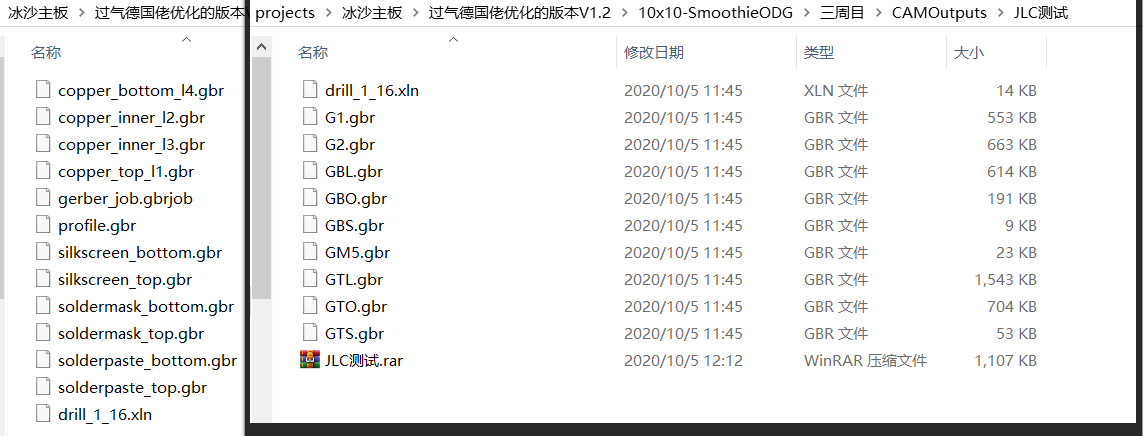 冰沙主板 > 过气德国佬优化的版本
名称
copper_bottom_l4.gbr
copper_inner_l2.gbr
copper_inner_l3.gbr
copper_top_l1.gbr
gerber_job.gbrjob
profile.gbr
silkscreen_bottom.gbr
silkscreen_top.gbr
soldermask_bottom.gbr
soldermask_top.gbr
solderpaste_bottom.gbr
solderpaste_top.gbr
drill_1_16.xln
projects > 冰沙主板 > 过气德国佬优化的版本V1.2 > 10x10-SmoothieODG > 三周目 > CAMOutputs > JLC测试
名称 修改日期 类型 大小
drill_1_16.xln 2020/10/5 11:45 XLN 文件 14 KB
G1.gbr 2020/10/5 11:45 GBR 文件 553 KB
G2.gbr 2020/10/5 11:45 GBR 文件 663 KB
GBL.gbr 2020/10/5 11:45 GBR 文件 614 KB
GBO.gbr 2020/10/5 11:45 GBR 文件 191 KB
GBS.gbr 2020/10/5 11:45 GBR 文件 9 KB
GM5.gbr 2020/10/5 11:45 GBR 文件 23 KB
GTL.gbr 2020/10/5 11:45 GBR 文件 1,543 KB
GTO.gbr 2020/10/5 11:45 GBR 文件 704 KB
GTS.gbr 2020/10/5 11:45 GBR 文件 53 KB
JLC测试.rar 2020/10/5 12:12 WinRAR 压缩文件 1,107 KB